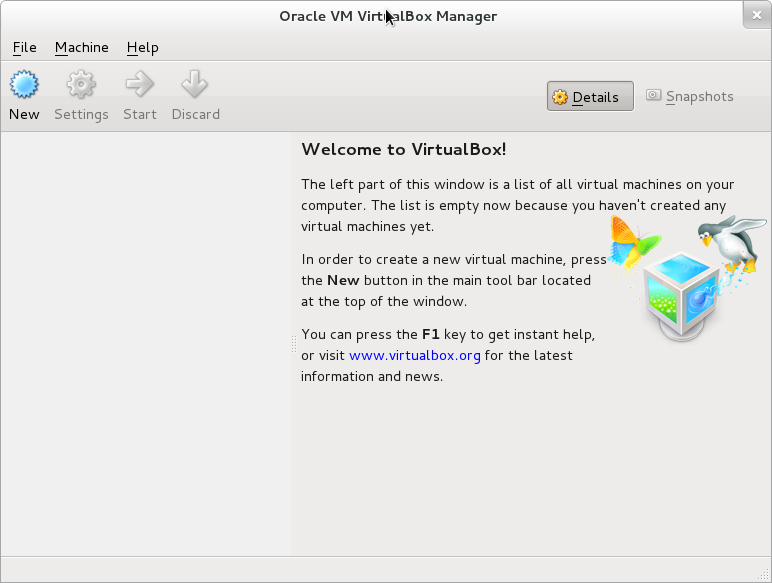 Oracle VM VirtualBox Manager
File Machine Help
New Settings Start Discard Details Snapshots
Welcome to VirtualBox!
The left part of this window is a list of all virtual machines on your
computer. The list is empty now because you haven't created any
virtual machines yet.
In order to create a new virtual machine, press
the New button in the main tool bar located
at the top of the window.
You can press the F1 key to get instant help,
or visit www.virtualbox.org for the latest
information and news.